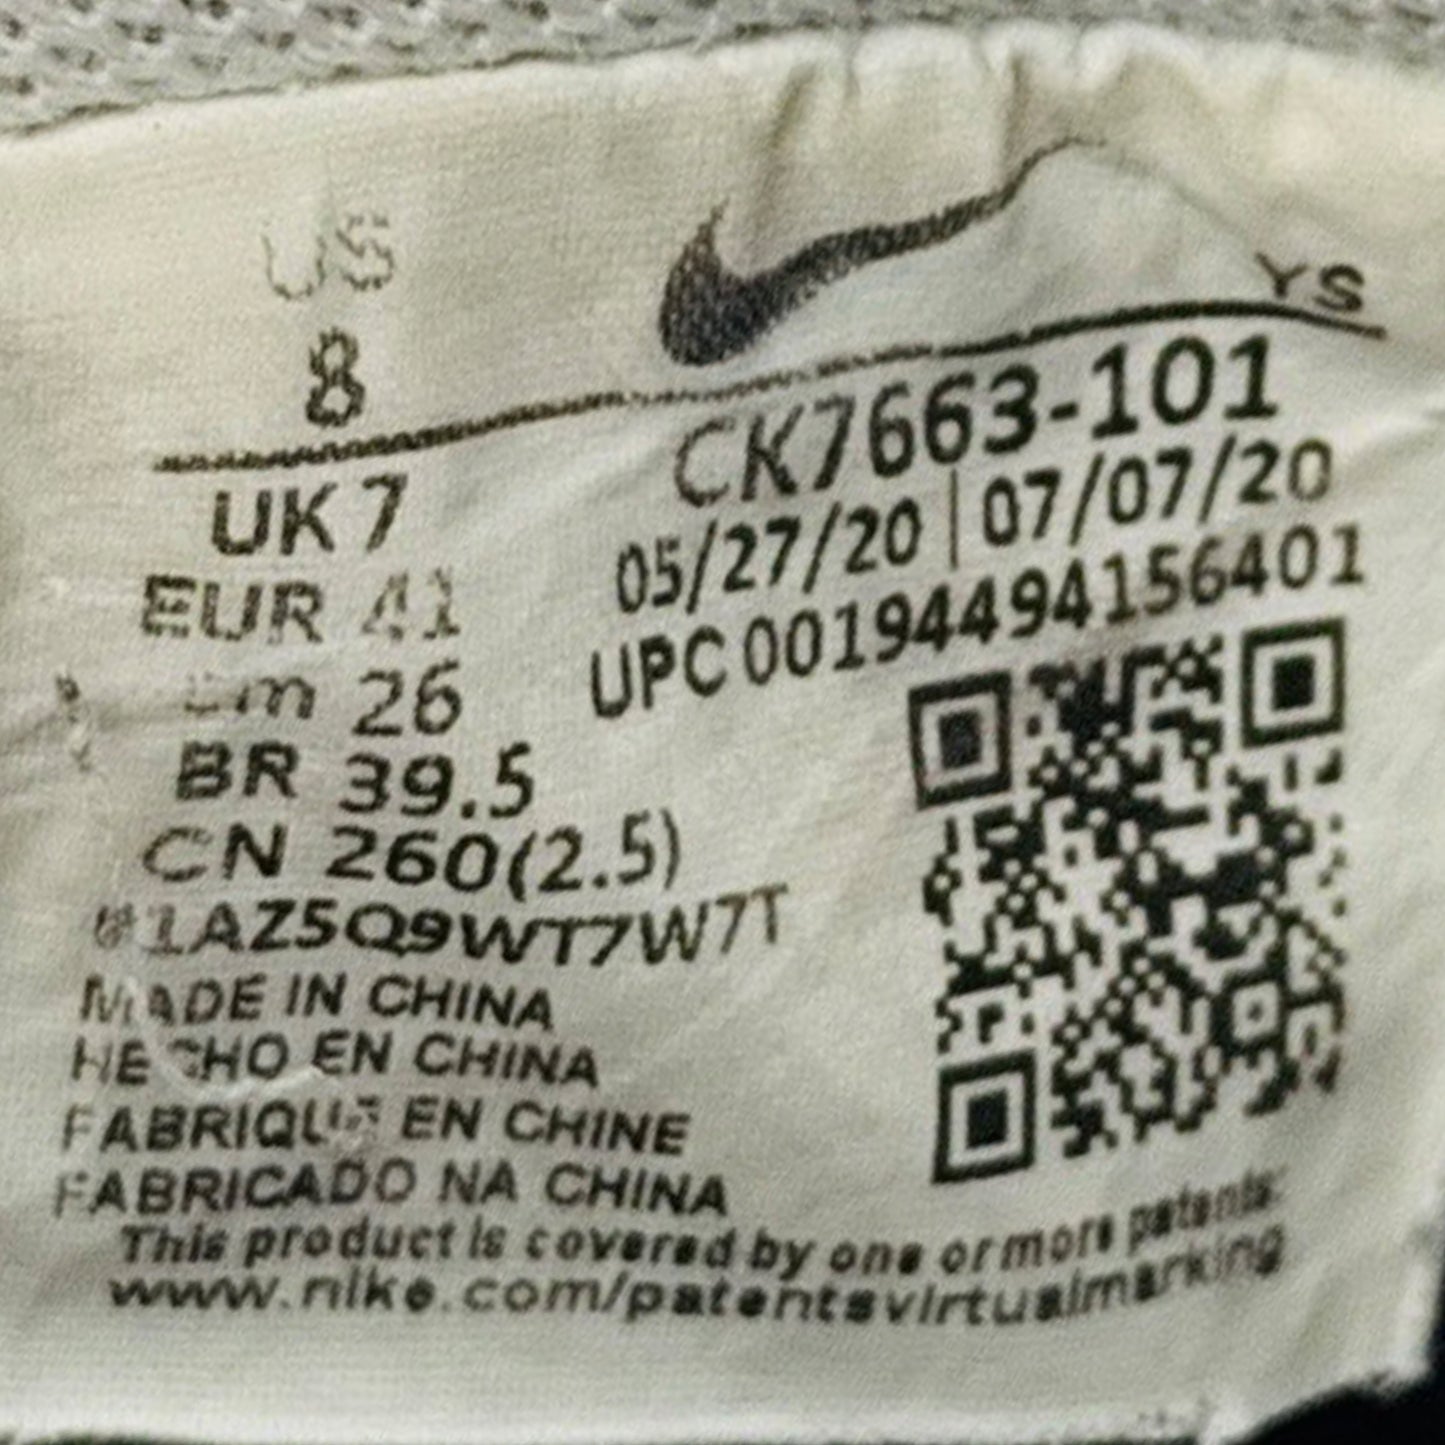 US
8
YS
UK 7
EUR 41
cm 26
BR 39.5
CN 260(2.5)
CK7663-101
05/27/20 | 07/07/20
UPC 00194494156401
#1AZ5Q9WT7W7T
MADE IN CHINA
HECHO EN CHINA
FABRIQUE EN CHINE
FABRICADO NA CHINA
This product is covered by one or more patents:
www.nike.com/patentsvirtualmarking